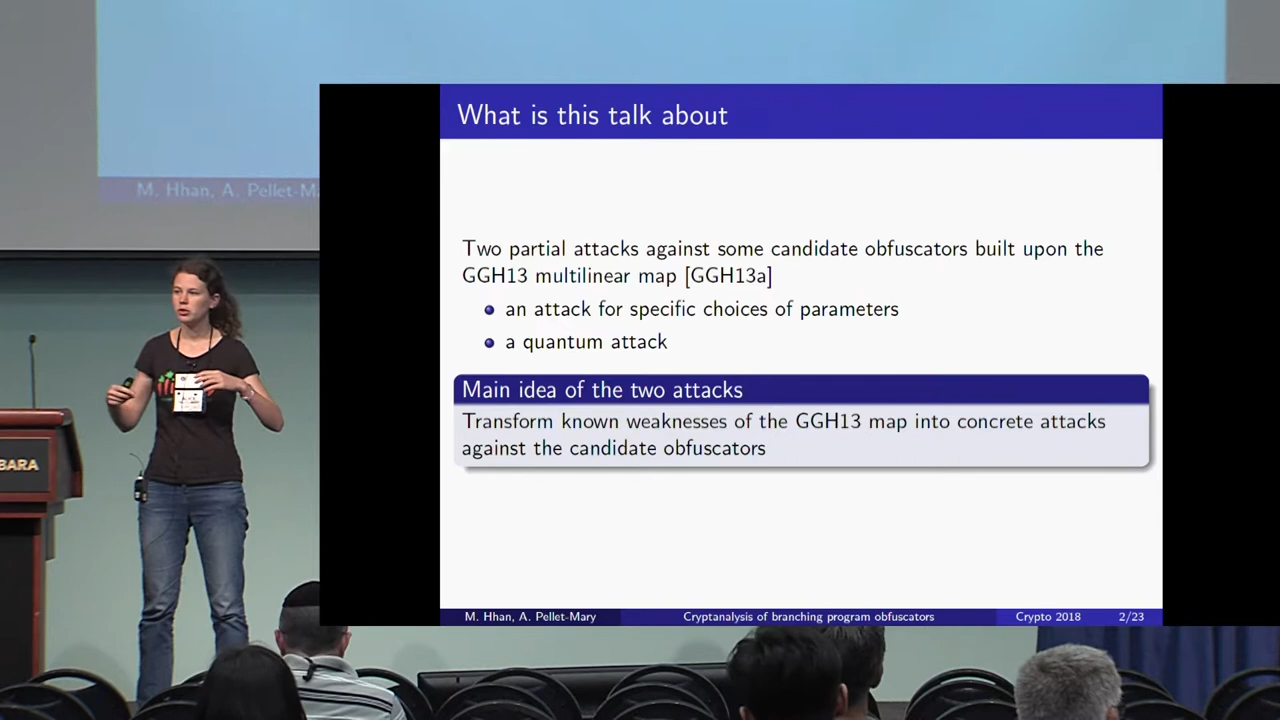 What is this talk about
M. Hhan, A. Pellet-Ma
Two partial attacks against some candidate obfuscators built upon the
GGH13 multilinear map [GGH13a]
an attack for specific choices of parameters
a quantum attack
Main idea of the two attacks
Transform known weaknesses of the GGH13 map into concrete attacks
against the candidate obfuscators
BARA
M. Hhan, A. Pellet-Mary Cryptanalysis of branching program obfuscators Crypto 2018 2/23